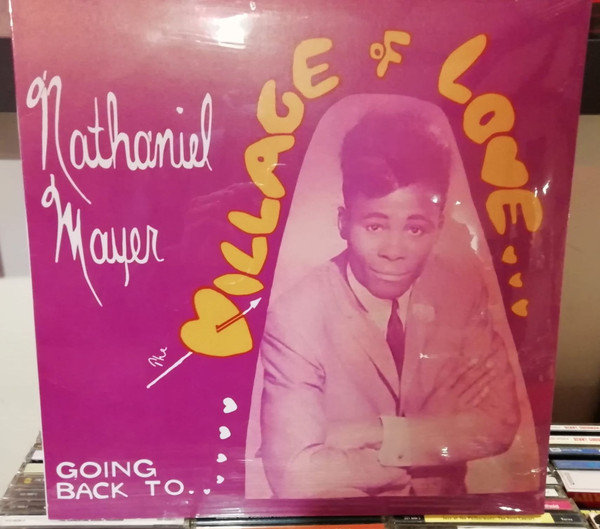 Nathaniel
Mayer
GOING
BACK TO..
The
VILLAGE OF LOVE...